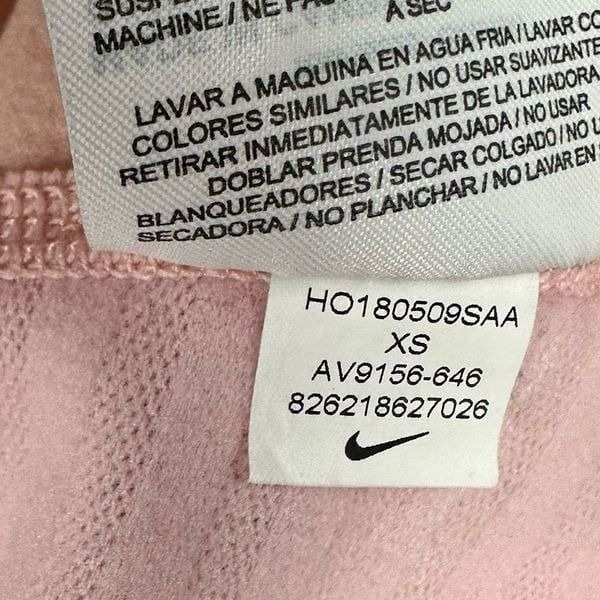 MACHINE / NE PAS
A SEC
LAVAR A MAQUINA EN AGUA FRIA / LAVAR CO
COLORES SIMILARES / NO USAR SUAVIZANTE
RETIRAR INMEDIATAMENTE DE LA LAVADORA
DOBLAR PRENDA MOJADA / NO USAR
BLANQUEADORES / SECAR COLGADO / NO U
SECADORA / NO PLANCHAR / NO LAVAR EN
HO180509SAA
XS
AV9156-646
826218627026